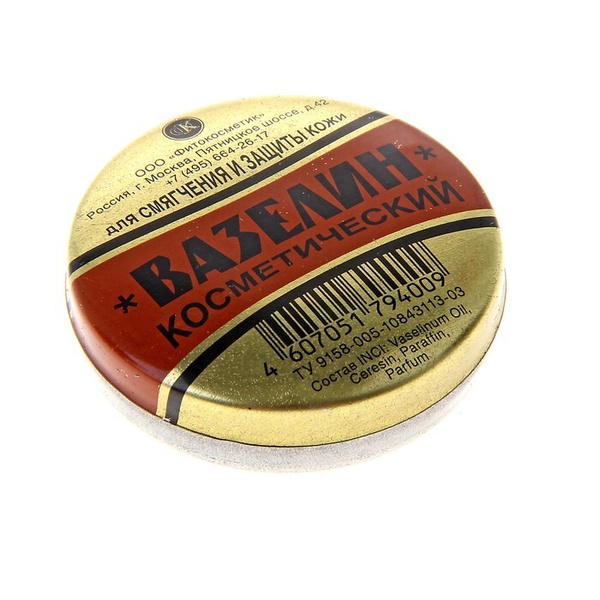 ФК
ООО «Фитокосметик»
Россия, г. Москва, Пятницкое шоссе, д.42
+7 (495) 664-26-17
для СМЯГЧЕНИЯ И ЗАЩИТЫ КОЖИ
* ВАЗЕЛИН *
КОСМЕТИЧЕСКИЙ
4 607051 794009
ТУ 9158-005-10843113-03
Состав INCI: Vaselinum Oil,
Ceresin, Paraffin,
Parfum.